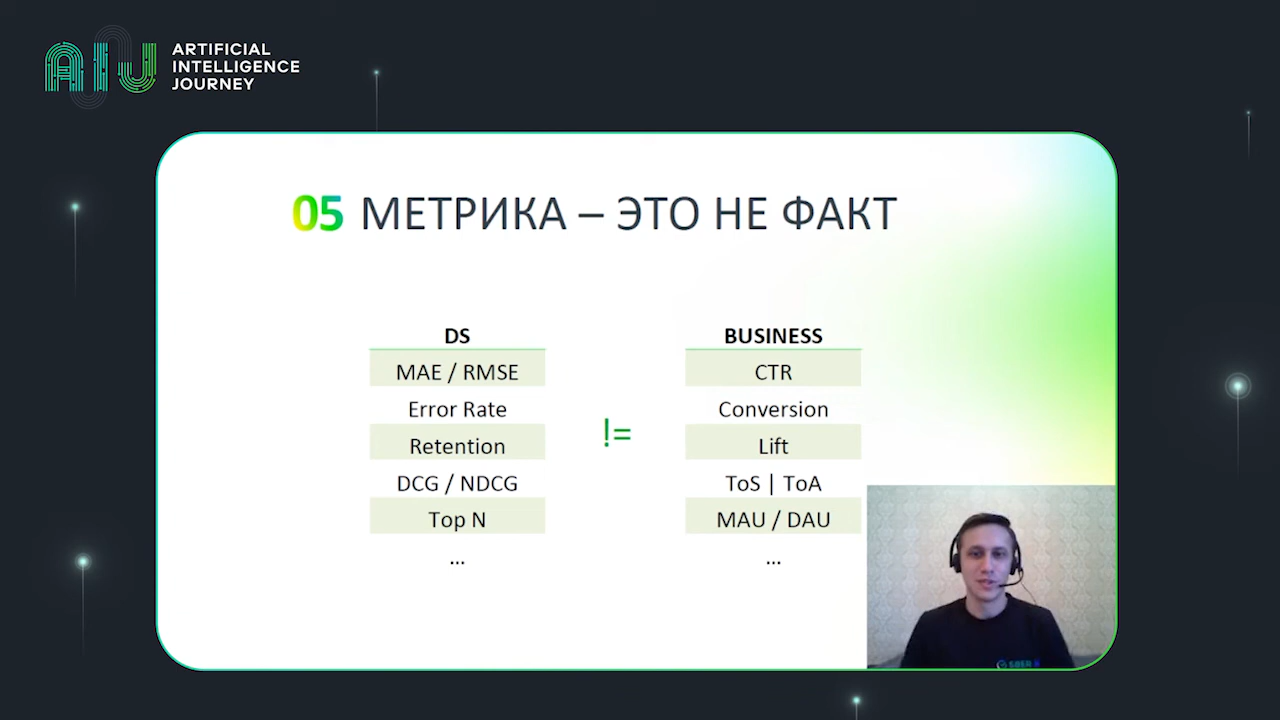 ARTIFICIAL
INTELLIGENCE
JOURNEY
05 МЕТРИКА – ЭТО НЕ ФАКТ
DS
MAE / RMSE
Error Rate
Retention
DCG / NDCG
Top N
...
!=
BUSINESS
CTR
Conversion
Lift
ToS | ToA
MAU / DAU
...
SBER